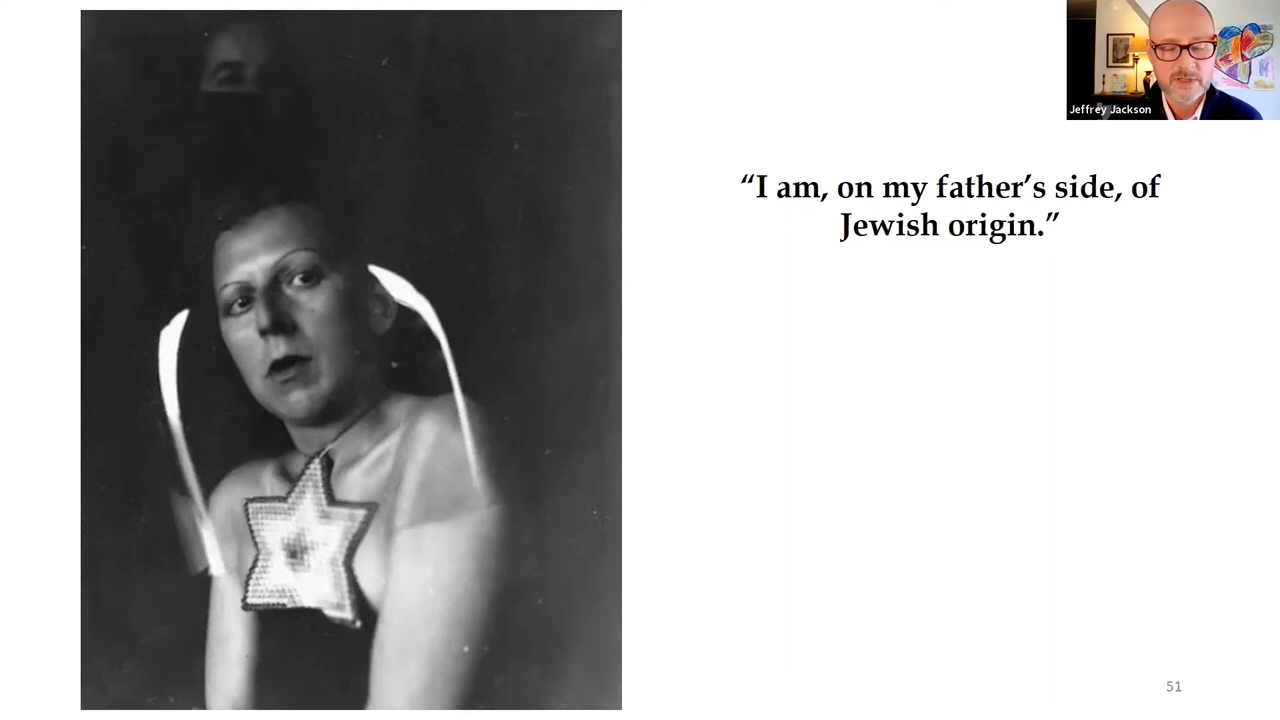 Jeffrey Jackson
“I am, on my father’s side, of
Jewish origin.”
51